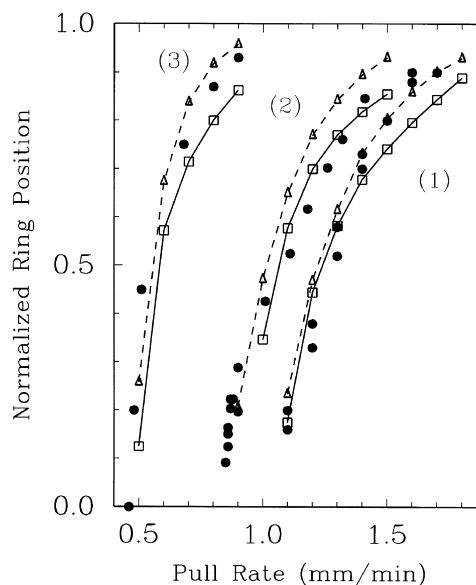 1.0
(3)
(2)
(1)
0.5
0.0
0.5 1.0 1.5
Normalized Ring Position
Pull Rate (mm/min)